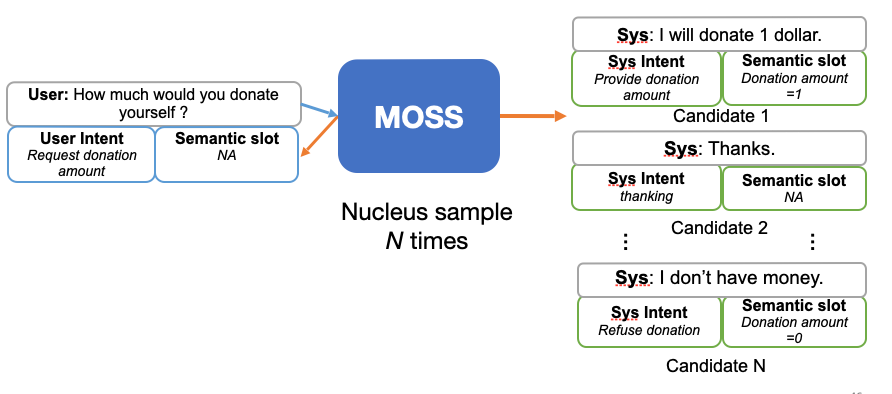 User: How much would you donate
yourself ?
User Intent
Request donation
amount
Semantic slot
NA
MOSS
Nucleus sample
N times
Sys: I will donate 1 dollar.
Sys Intent
Provide donation
amount
Semantic slot
Donation amount
=1
Candidate 1
Sys: Thanks.
Sys Intent
thanking
Semantic slot
NA
Candidate 2
Sys: I don’t have money.
Sys Intent
Refuse donation
Semantic slot
Donation amount
=0
Candidate N